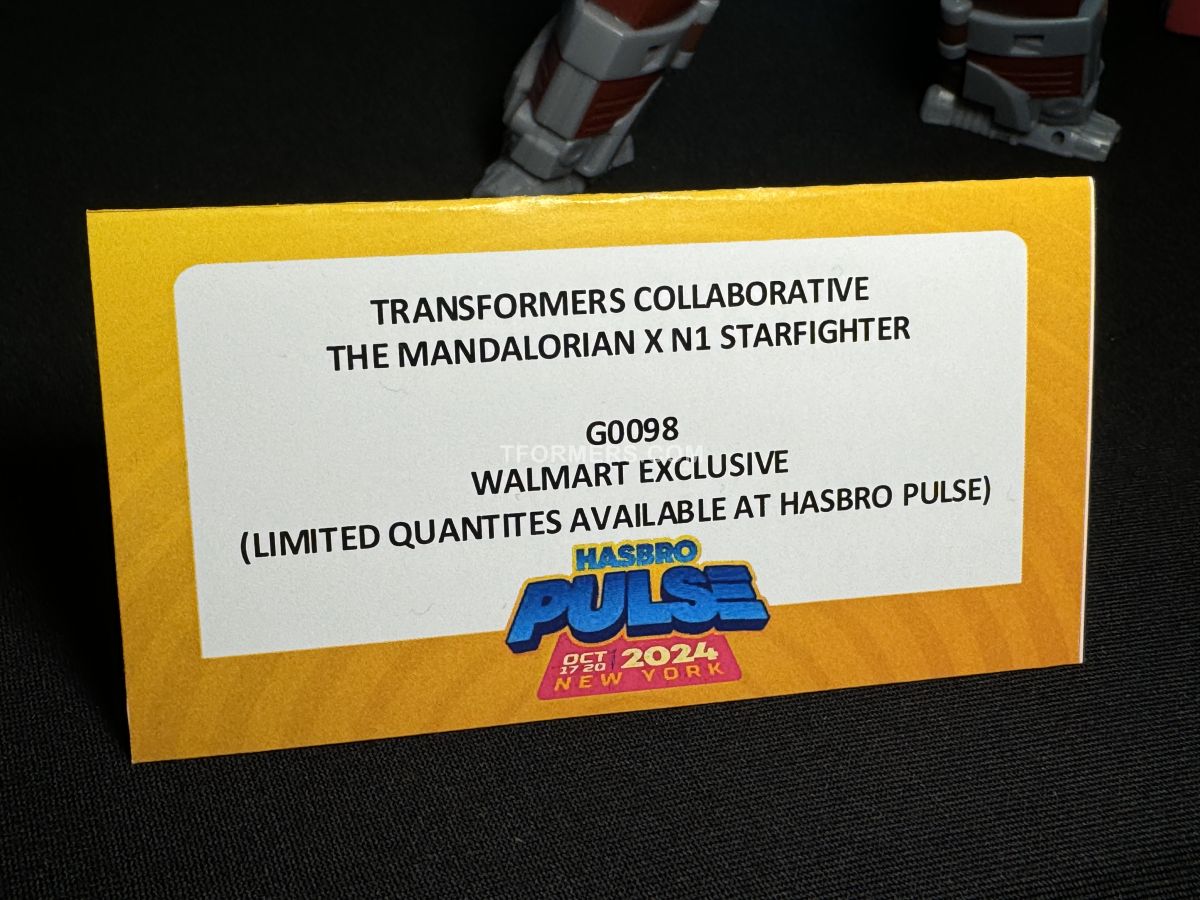 TRANSFORMERS COLLABORATIVE
THE MANDALORIAN X N1 STARFIGHTER
G0098
TFORMERS.COM
WALMART EXCLUSIVE
(LIMITED QUANTITES AVAILABLE AT HASBRO PULSE)
HASBRO
PULSE
OCT
17 20
2024
NEW YORK